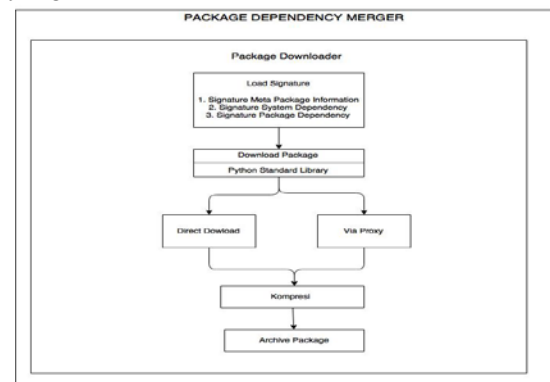 PACKAGE DEPENDENCY MERGER
Package Downloader
Load Signature
1. Signature Meta Package Information
2. Signature System Dependency
3. Signature Package Dependency
Download Package
Python Standard Library
Direct Dowload
Via Proxy
Kompresi
Archive Package